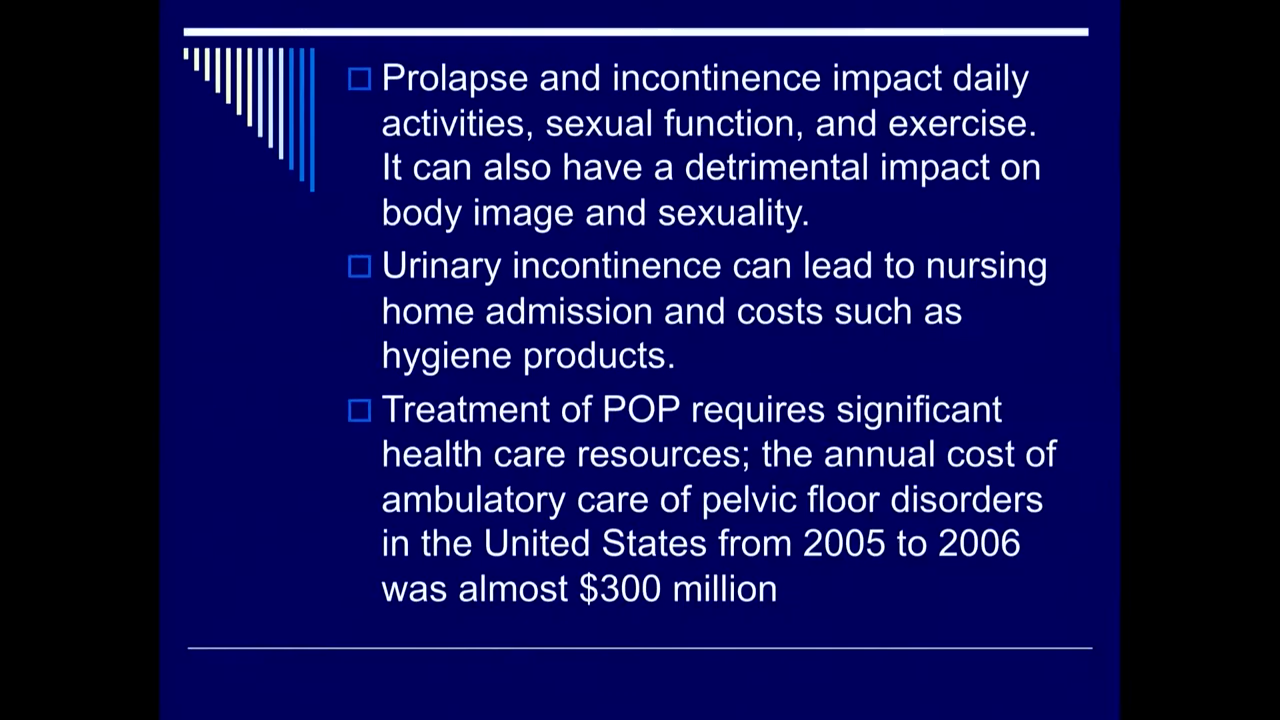 Prolapse and incontinence impact daily
activities, sexual function, and exercise.
It can also have a detrimental impact on
body image and sexuality.
Urinary incontinence can lead to nursing
home admission and costs such as
hygiene products.
Treatment of POP requires significant
health care resources; the annual cost of
ambulatory care of pelvic floor disorders
in the United States from 2005 to 2006
was almost $300 million